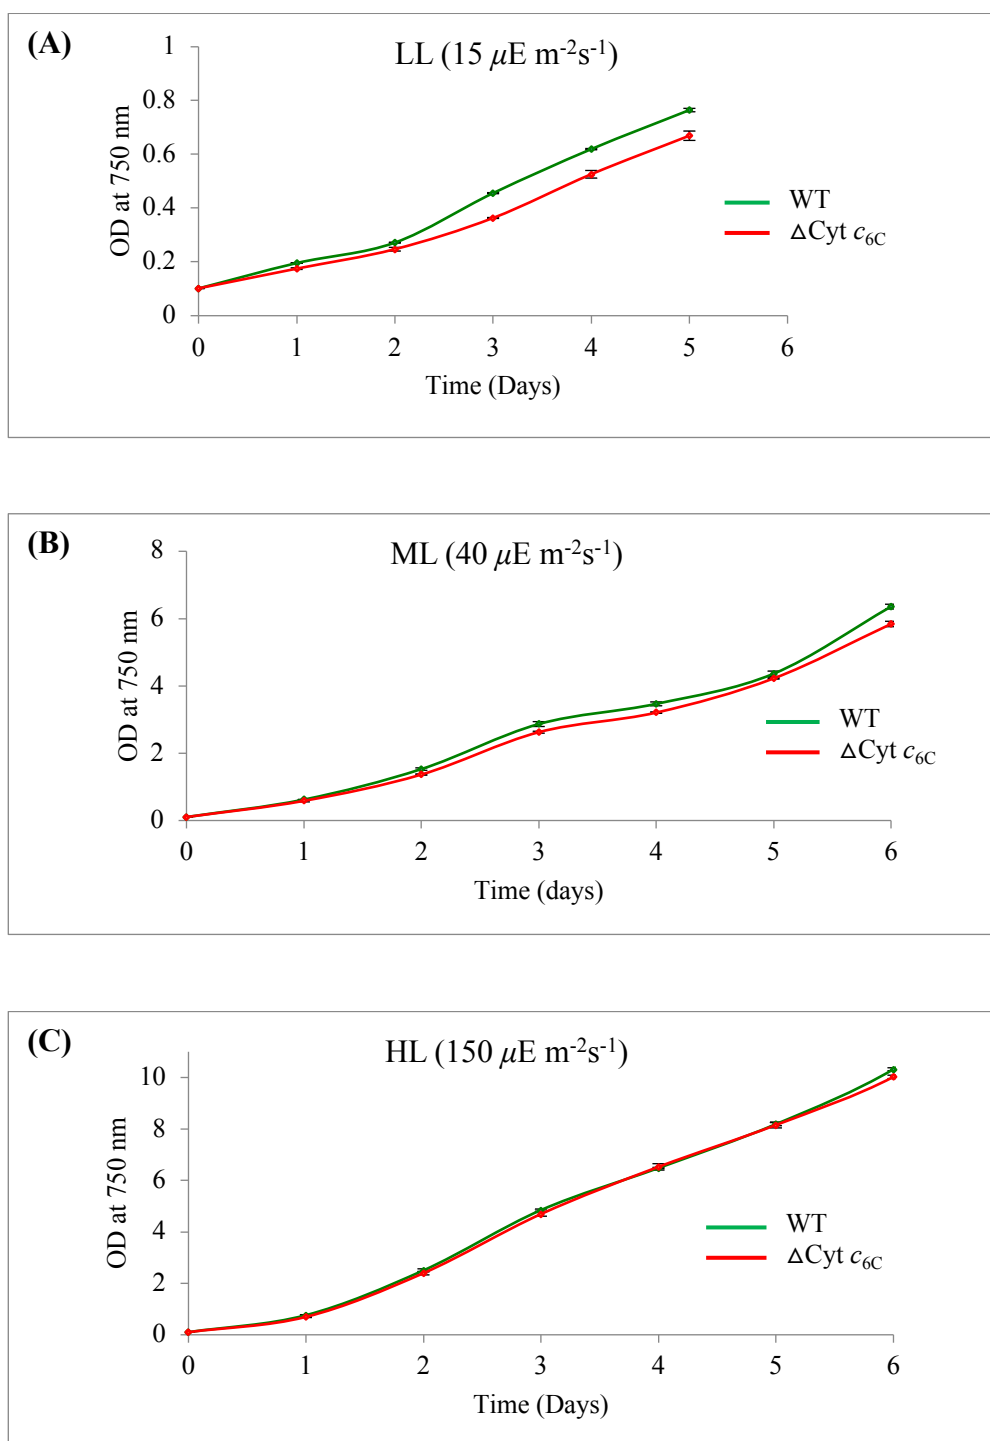 (A)
LL (15 µE m-2s-1)
1
0.8
0.6
0.4
0.2
0
OD at 750 nm
0 1 2 3 4 5 6
Time (Days)
WT
△Cyt c6C
(B)
ML (40 µE m-2s-1)
8
6
4
2
0
OD at 750 nm
0 1 2 3 4 5 6
Time (days)
WT
△Cyt c6C
(C)
HL (150 µE m-2s-1)
10
8
6
4
2
0
OD at 750 nm
0 1 2 3 4 5 6
Time (Days)
WT
△Cyt c6C